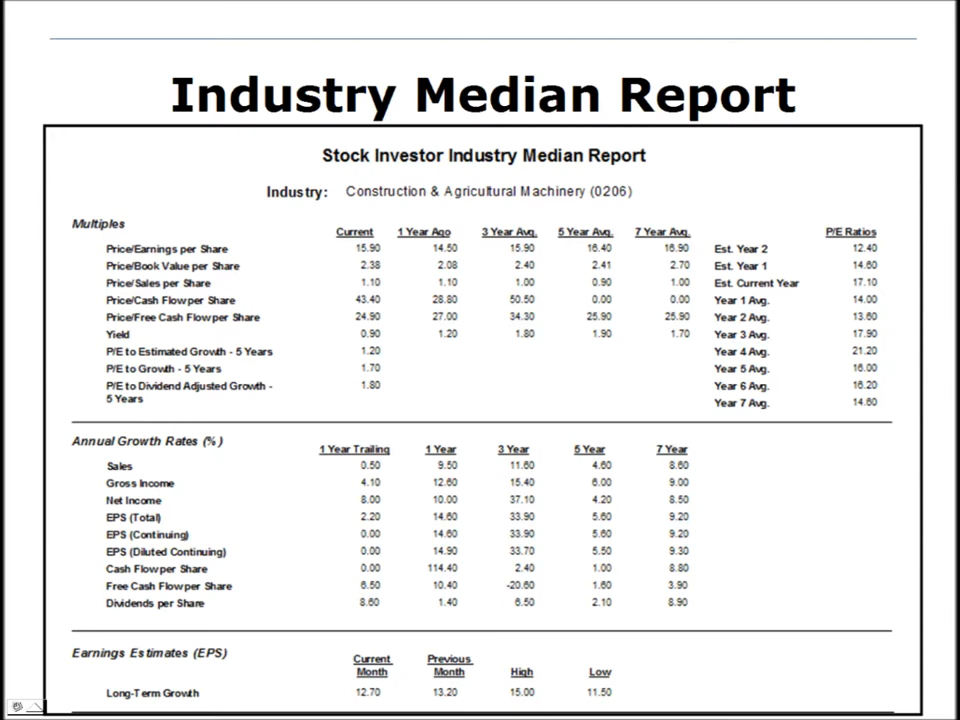 Industry Median Report
Stock Investor Industry Median Report
Industry: Construction & Agricultural Machinery (0206)
Multiples
Current 1 Year Ago 3 Year Avg. 5 Year Avg. 7 Year Avg. P/E Ratios
Price/Earnings per Share 15.90 14.50 15.90 16.40 16.90 Est. Year 2 12.40
Price/Book Value per Share 2.38 2.08 2.40 2.41 2.70 Est. Year 1 14.60
Price/Sales per Share 1.10 1.10 1.00 0.90 1.00 Est. Current Year 17.10
Price/Cash Flow per Share 43.40 28.80 50.50 0.00 0.00 Year 1 Avg. 14.00
Price/Free Cash Flow per Share 24.90 27.00 34.30 25.90 25.90 Year 2 Avg. 13.60
Yield 0.90 1.20 1.80 1.90 1.70 Year 3 Avg. 17.90
P/E to Estimated Growth - 5 Years 1.20 Year 4 Avg. 21.20
P/E to Growth - 5 Years 1.70 Year 5 Avg. 16.00
P/E to Dividend Adjusted Growth - 1.80 Year 6 Avg. 16.20
5 Years Year 7 Avg. 14.60
Annual Growth Rates (%)
1 Year Trailing 1 Year 3 Year 5 Year 7 Year
Sales 0.50 9.50 11.60 4.60 8.60
Gross Income 4.10 12.60 15.40 6.00 9.00
Net Income 8.00 10.00 37.10 4.20 8.50
EPS (Total) 2.20 14.60 33.90 5.60 9.20
EPS (Continuing) 0.00 14.60 33.90 5.60 9.20
EPS (Diluted Continuing) 0.00 14.90 33.70 5.50 9.30
Cash Flow per Share 0.00 114.40 2.40 1.00 8.80
Free Cash Flow per Share 6.50 10.40 -20.60 1.60 3.90
Dividends per Share 8.60 1.40 6.50 2.10 8.90
Earnings Estimates (EPS)
Current Previous
Month Month High Low
Long-Term Growth 12.70 13.20 15.00 11.50